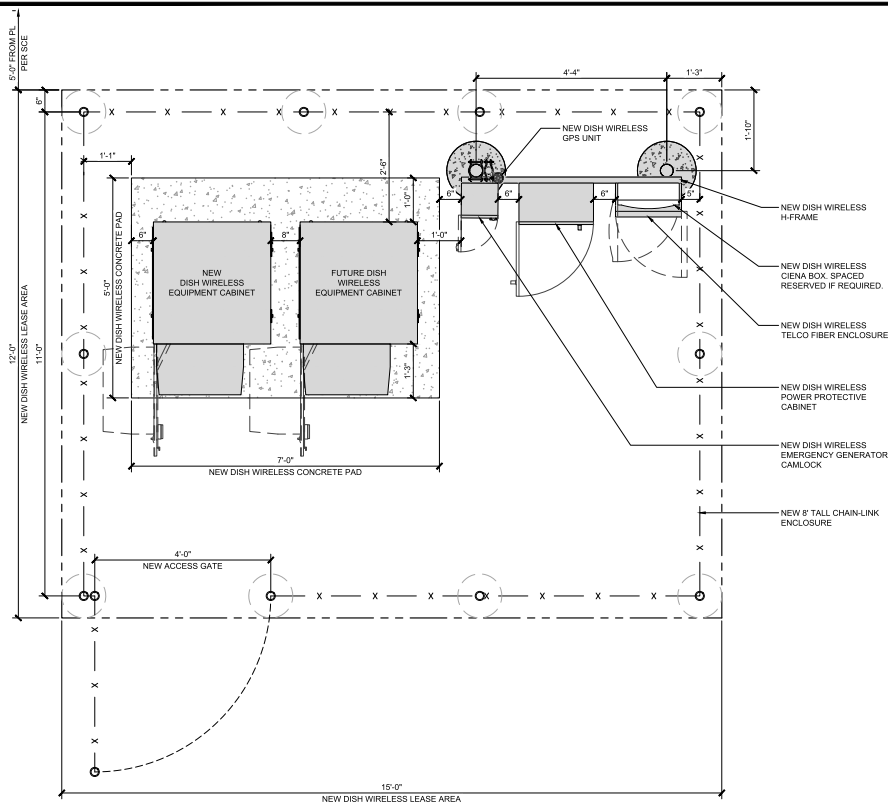 5'-0" FROM PL
PER SCE
6"
4'-4"
1'-3"
1'-10"
NEW DISH WIRELESS
GPS UNIT
1'-1"
2'-6"
1'-0"
6"
6"
6"
5"
NEW DISH WIRELESS
H-FRAME
6"
8"
1'-0"
NEW
DISH WIRELESS
EQUIPMENT CABINET
FUTURE DISH
WIRELESS
EQUIPMENT CABINET
NEW DISH WIRELESS
CIENA BOX. SPACED
RESERVED IF REQUIRED.
5'-0"
NEW DISH WIRELESS CONCRETE PAD
NEW DISH WIRELESS
TELCO FIBER ENCLOSURE
12'-0"
NEW DISH WIRELESS LEASE AREA
11'-0"
1'-3"
NEW DISH WIRELESS
POWER PROTECTIVE
CABINET
NEW DISH WIRELESS
EMERGENCY GENERATOR
CAMLOCK
7'-0"
NEW DISH WIRELESS CONCRETE PAD
NEW 8' TALL CHAIN-LINK
ENCLOSURE
4'-0"
NEW ACCESS GATE
15'-0"
NEW DISH WIRELESS LEASE AREA